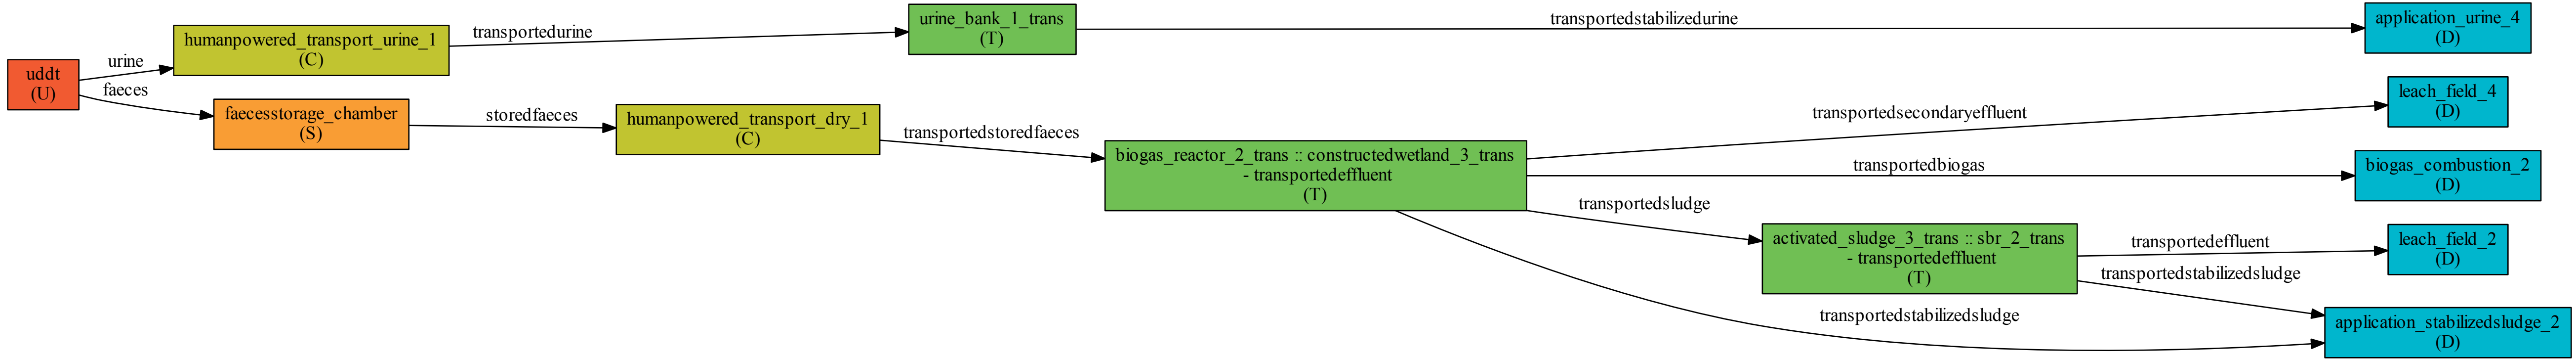 uddt
(U)
urine
faeces
humanpowered_transport_urine_1
(C)
faecesstorage_chamber
(S)
transportedurine
storedfaeces
humanpowered_transport_dry_1
(C)
urine_bank_1_trans
(T)
transportedstoredfaeces
biogas_reactor_2_trans :: constructedwetland_3_trans
- transportedeffluent
(T)
transportedstabilizedurine
transportedsecondaryeffluent
transportedbiogas
transportedsludge
transportedstabilizedsludge
activated_sludge_3_trans :: sbr_2_trans
- transportedeffluent
(T)
transportedeffluent
transportedstabilizedsludge
application_urine_4
(D)
leach_field_4
(D)
biogas_combustion_2
(D)
leach_field_2
(D)
application_stabilizedsludge_2
(D)